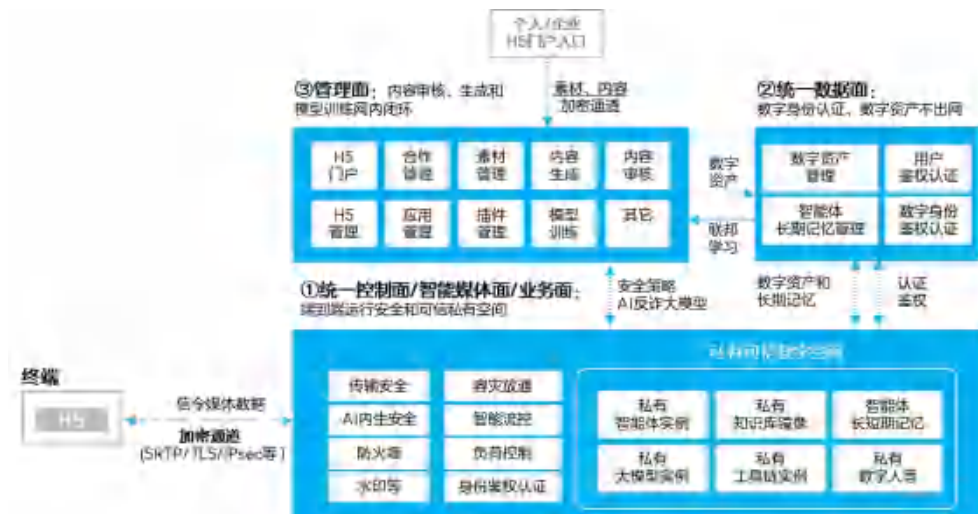 个人/企业
H5门户入口
③管理面：内容审核、生成和
模型训练网内闭环
素材、内容
加密通道
②统一数据面：
数字身份认证、数字资产不出网
H5
门户
合作
管理
素材
管理
内容
生成
内容
审核
H5
管理
应用
管理
插件
管理
模型
训练
其它
数字
资产
联邦
学习
数字资产
管理
用户
鉴权认证
智能体
长期记忆管理
数字身份
鉴权认证
①统一控制面/智能媒体面/业务面：
端到端运行安全和可信私有空间
安全策略
AI反诈大模型
数字资产和
长期记忆
认证
鉴权
终端
H5
信令媒体数据
加密通道
(SRTP/TLS/IPsec等)
传输安全
容灾放通
AI内生安全
智能流控
防火墙
负荷控制
水印等
身份鉴权认证
私有
智能体实例
私有
知识库镜像
智能体
长短期记忆
私有
大模型实例
私有
工具链实例
私有
数字人等